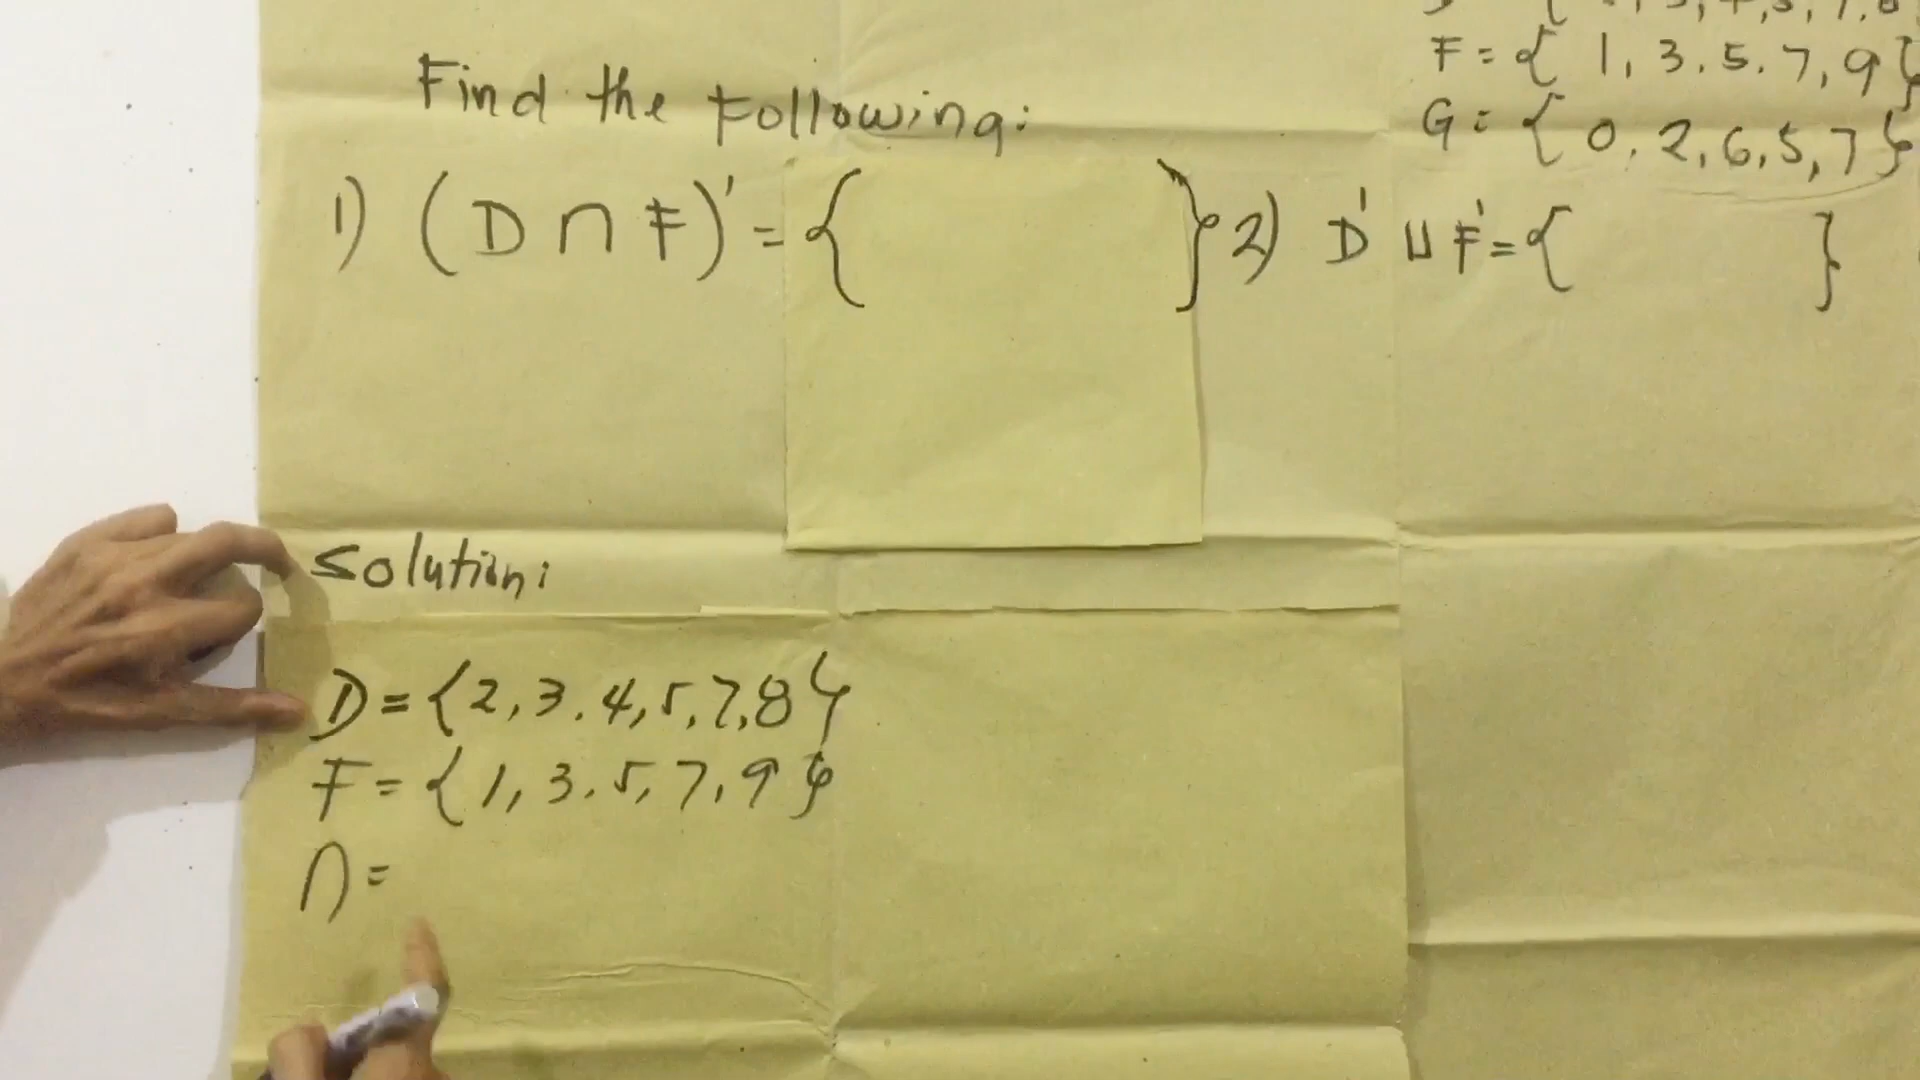 F = { 1, 3, 5, 7, 9 }
G = { 0, 2, 6, 5, 7 }
Find the Following:
1) ( D ∩ F )' = { }
2) D' ∪ F' = { }
Solution:
D = { 2, 3, 4, 5, 7, 8 }
F = { 1, 3, 5, 7, 9 }
∩ =